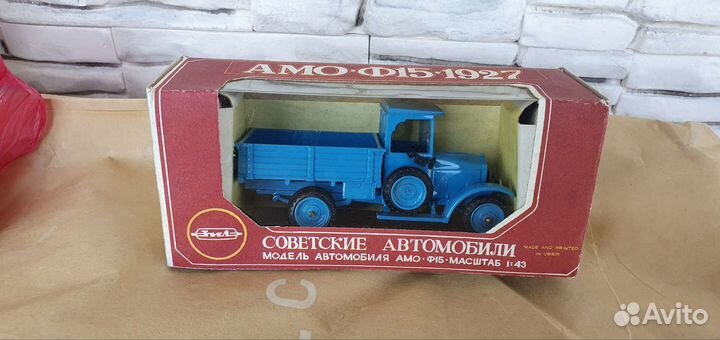 АМО·Ф15·1927
ЗИЛ
СОВЕТСКИЕ АВТОМОБИЛИ
МОДЕЛЬ АВТОМОБИЛЯ АМО·Ф15·МАСШТАБ 1:43
MADE AND PRINTED
IN USSR
Avito